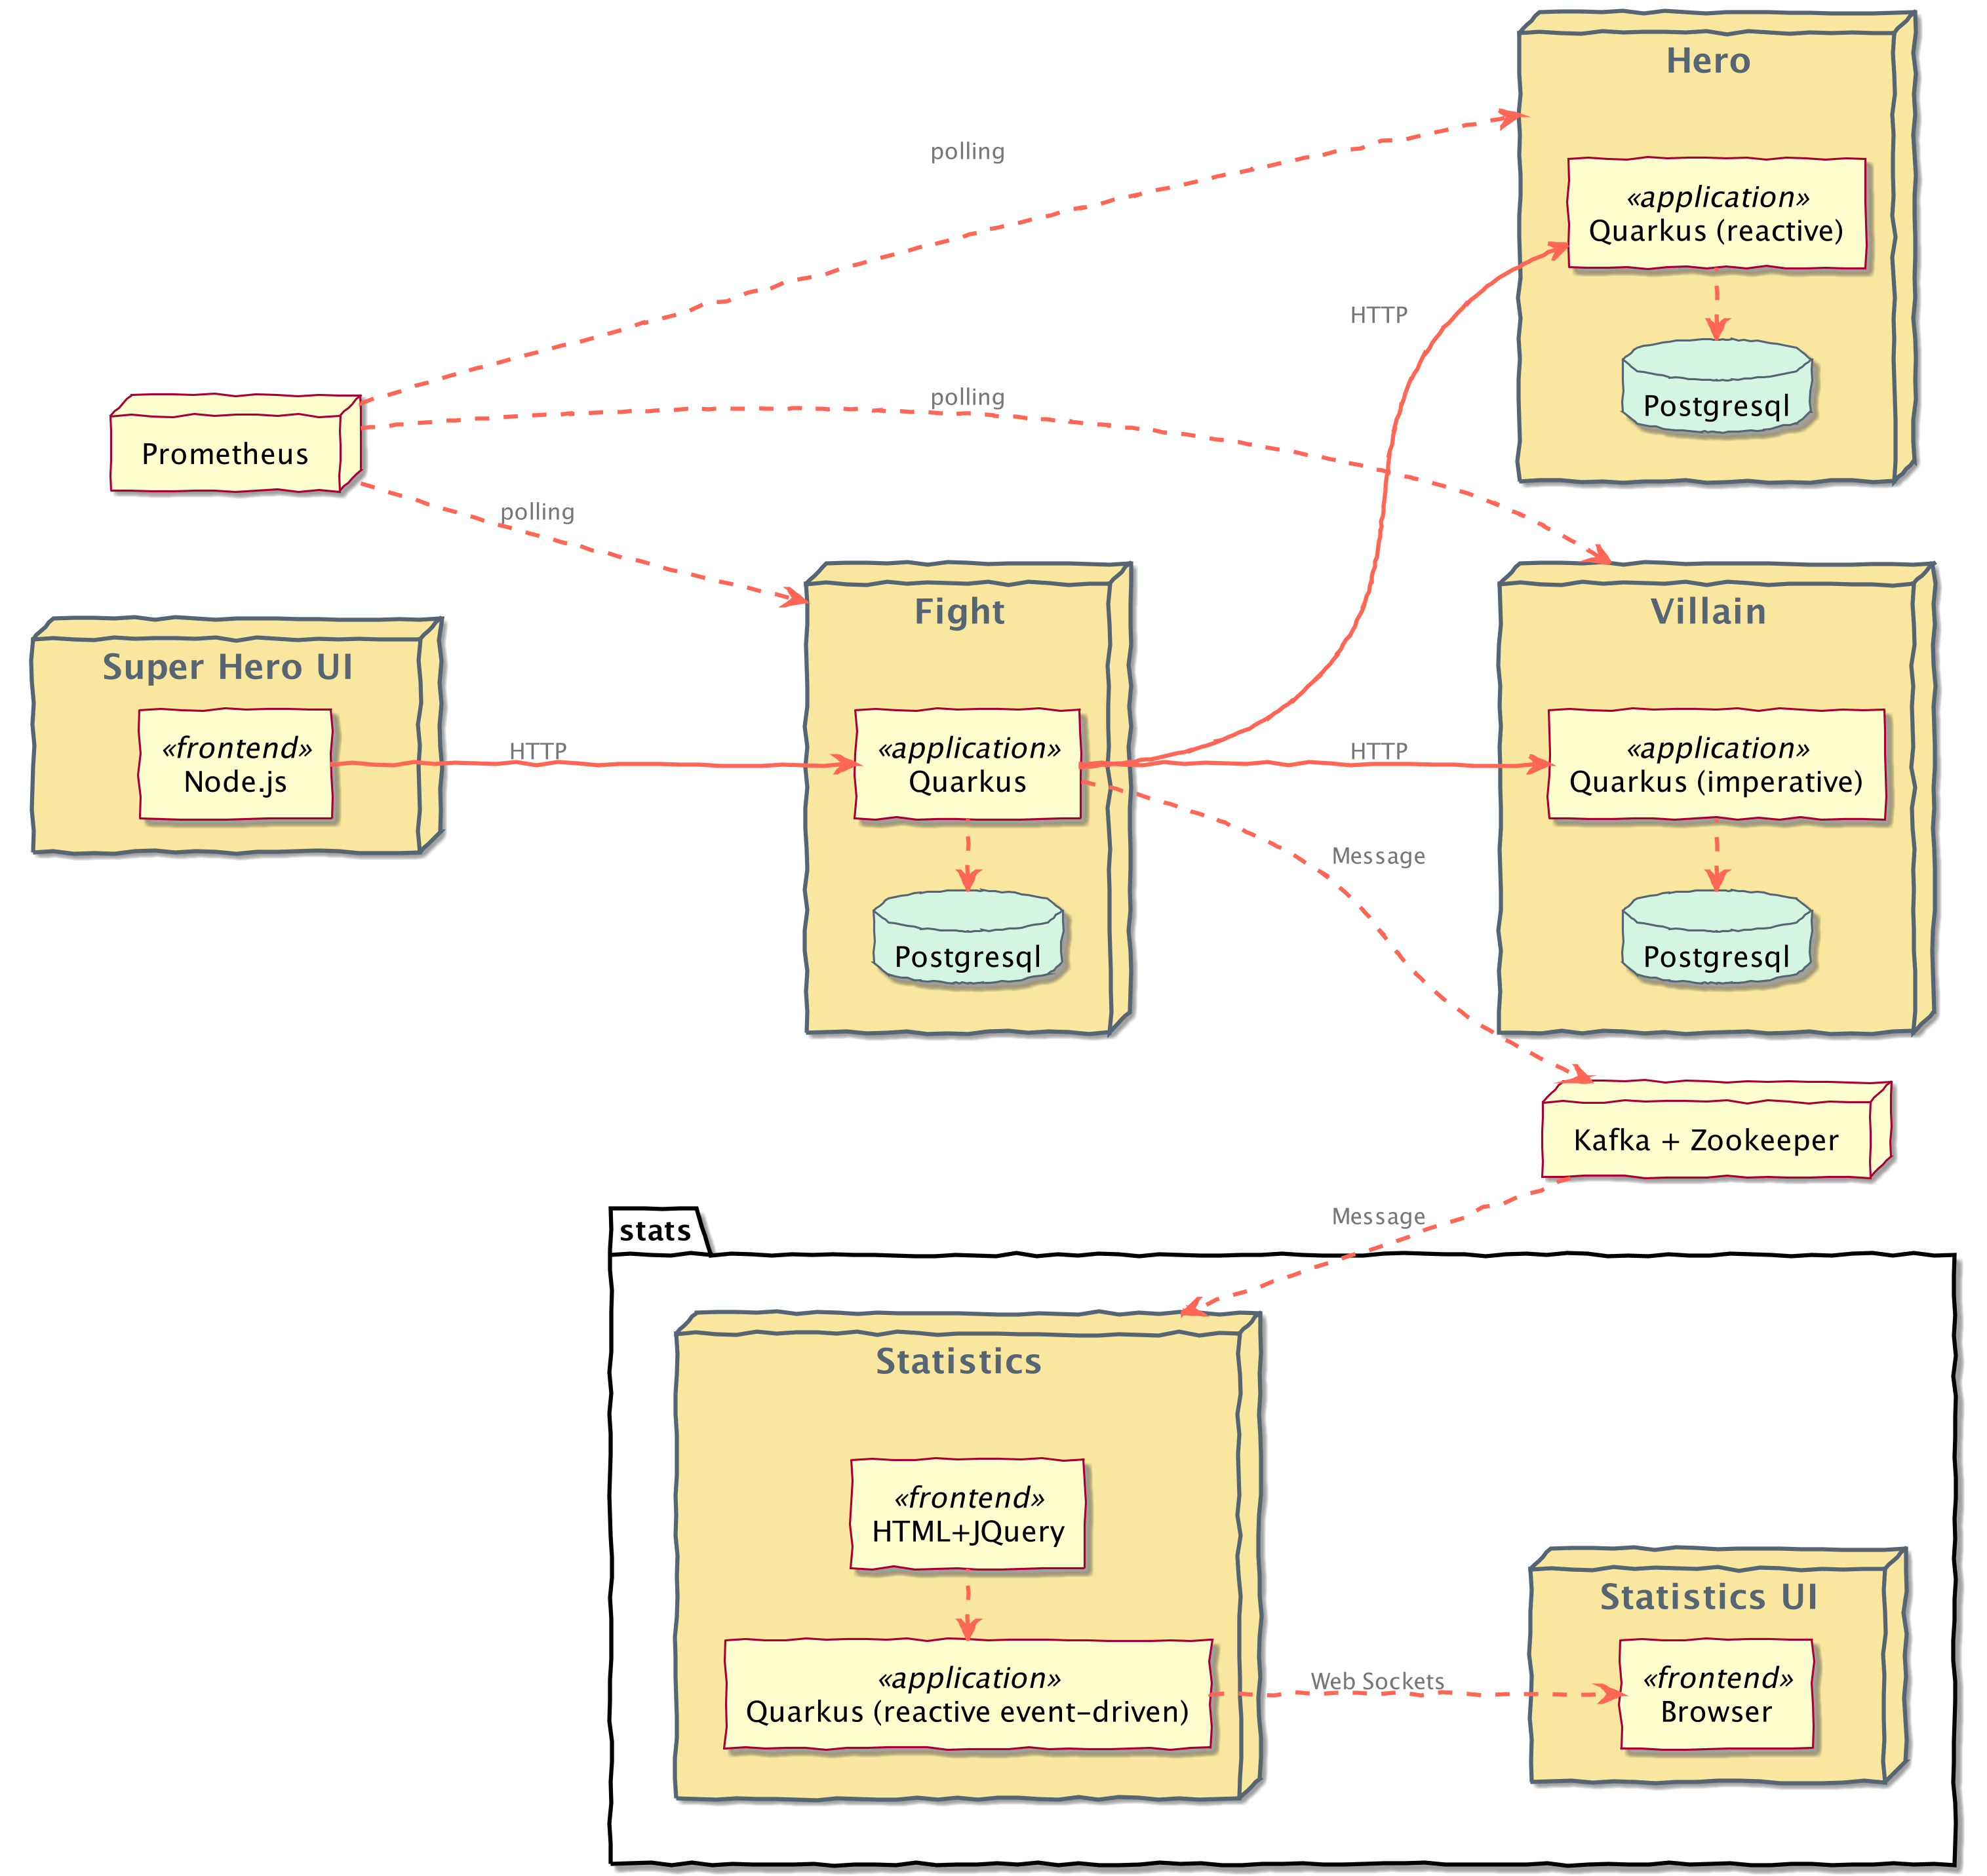 Hero
polling
«application»
Quarkus (reactive)
HTTP
Postgresql
polling
Prometheus
polling
Fight
Villain
Super Hero UI
«frontend»
Node.js
HTTP
«application»
Quarkus
HTTP
«application»
Quarkus (imperative)
Message
Postgresql
Postgresql
Kafka + Zookeeper
Message
stats
Statistics
«frontend»
HTML+JQuery
Statistics UI
«application»
Quarkus (reactive event-driven)
Web Sockets
«frontend»
Browser